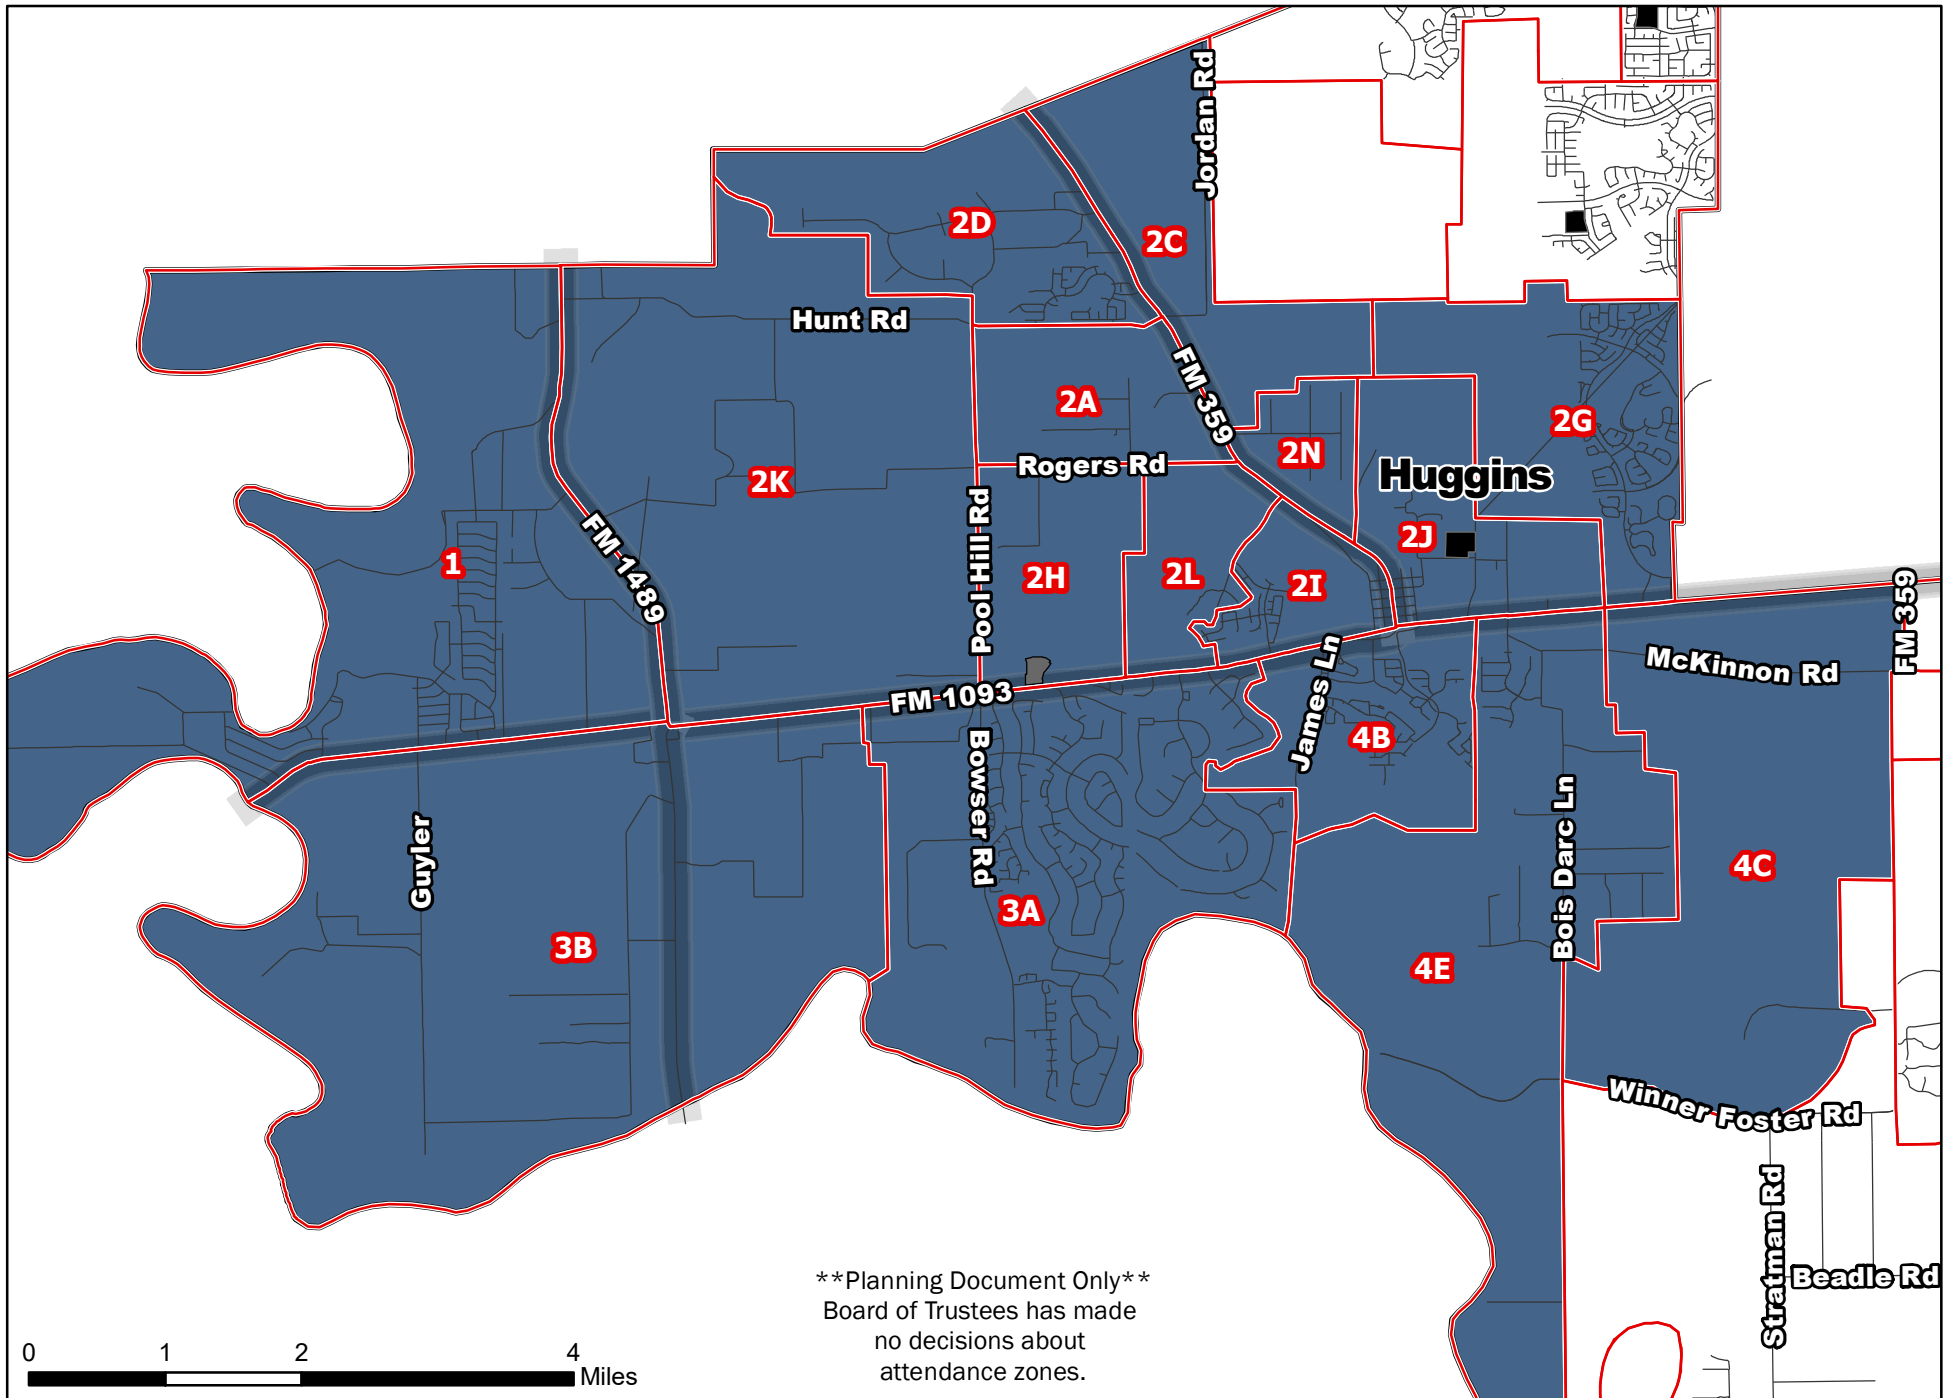 Jordan Rd
2D
2C
Hunt Rd
FM 359
2A
2G
2N
Rogers Rd
Huggins
2K
Pool Hill Rd
2J
FM 1489
1
2H
2L
2I
FM 359
James Ln
McKinnon Rd
FM 1093
4B
Bowser Rd
Bois Darc Ln
Guyler
4C
3A
3B
4E
Winner Foster Rd
Stratman Rd
Beadle Rd
**Planning Document Only**
Board of Trustees has made
no decisions about
attendance zones.
0 1 2 4
Miles